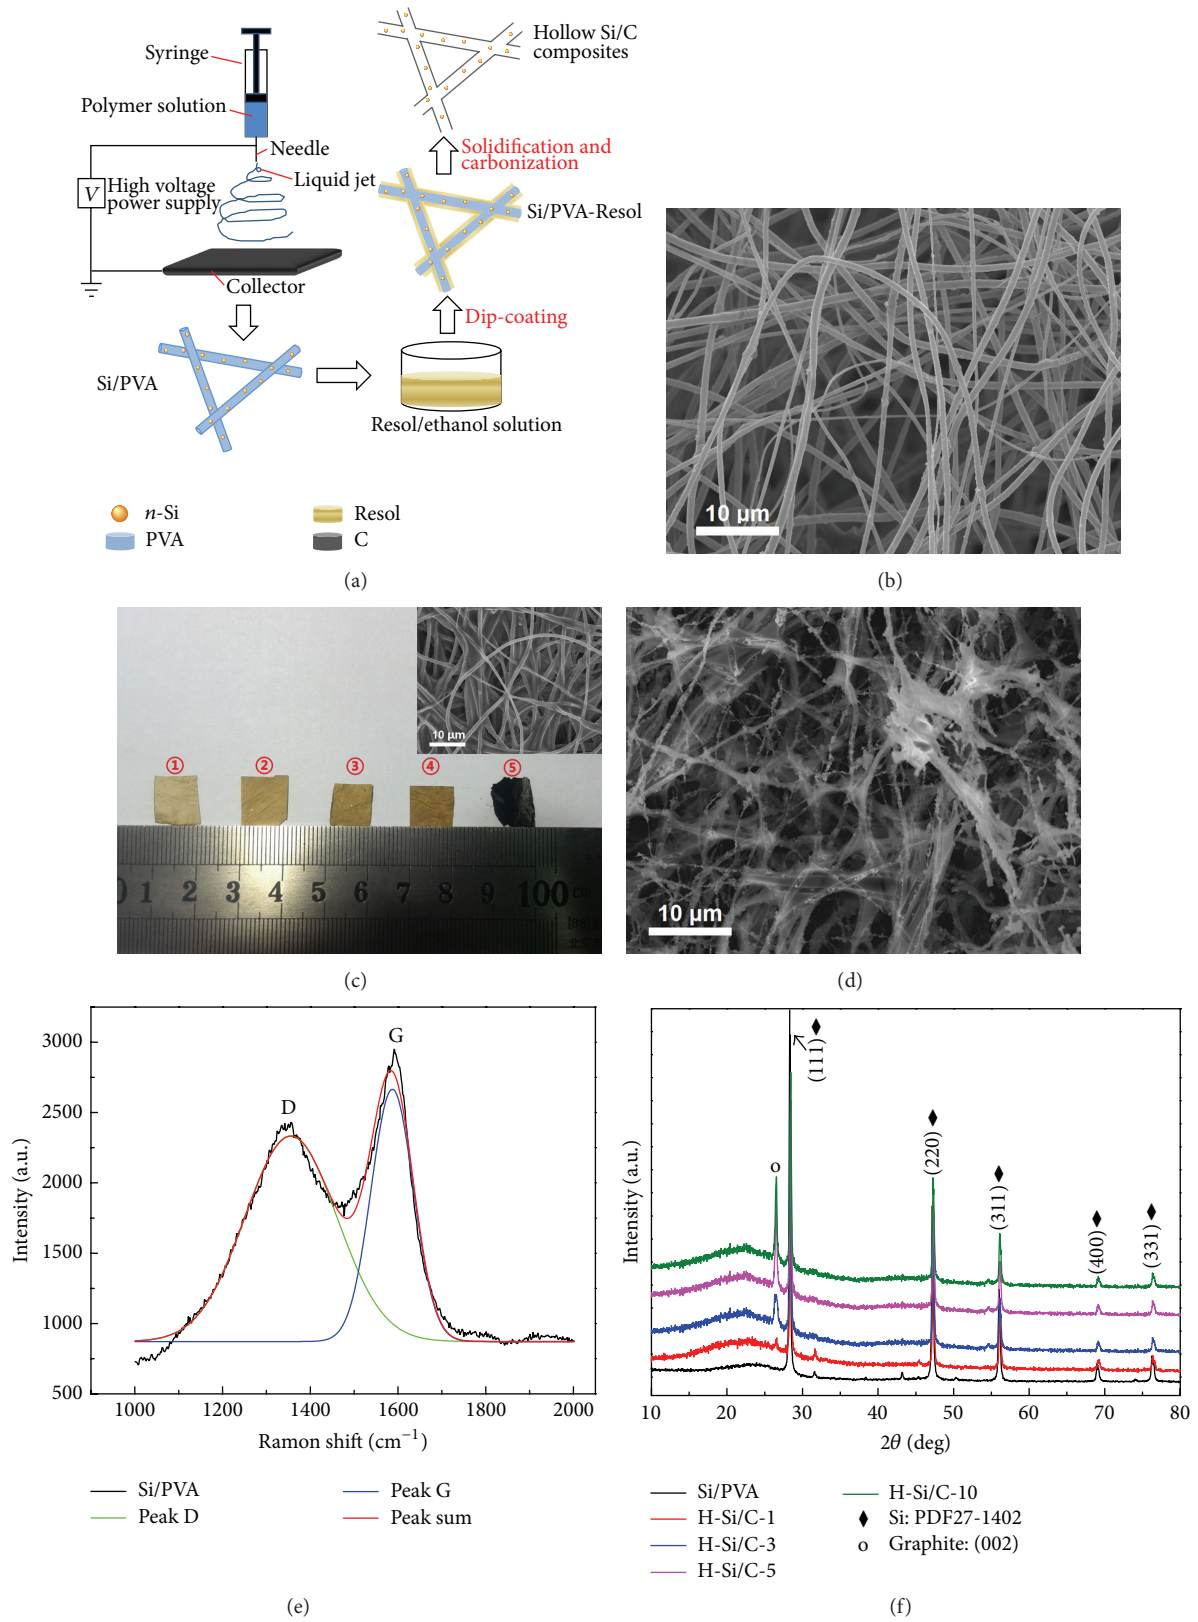 Syringe
Polymer solution
Needle
Liquid jet
V
High voltage
power supply
Collector
Si/PVA
Resol/ethanol solution
Dip-coating
Si/PVA-Resol
Solidification and
carbonization
Hollow Si/C
composites
n-Si
PVA
Resol
C
(a)
10 μm
(b)
10 μm
① ② ③ ④ ⑤
0 1 2 3 4 5 6 7 8 9 100
(c)
10 μm
(d)
3000
2500
2000
1500
1000
500
Intensity (a.u.)
D
G
1000 1200 1400 1600 1800 2000
Ramon shift (cm⁻¹)
Si/PVA
Peak D
Peak G
Peak sum
(e)
Intensity (a.u.)
o
(111) ♦
(220) ♦
(311) ♦
(400) ♦
(331) ♦
10 20 30 40 50 60 70 80
2θ (deg)
Si/PVA
H-Si/C-1
H-Si/C-3
H-Si/C-5
H-Si/C-10
♦ Si: PDF27-1402
o Graphite: (002)
(f)